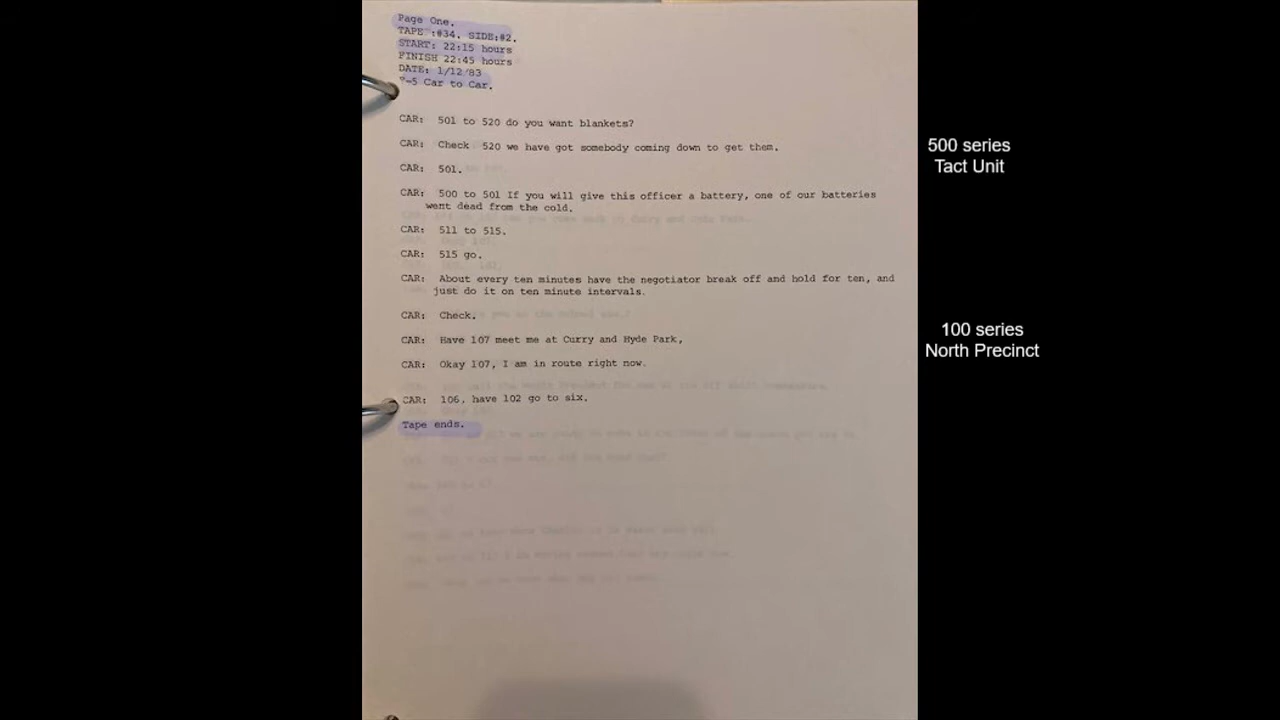 Page One.
TAPE :#34. SIDE:#2.
START: 22:15 hours
FINISH 22:45 hours
DATE: 1/12/83
-5 Car to Car.
CAR: 501 to 520 do you want blankets?
CAR: Check 520 we have got somebody coming down to get them.
CAR: 501.
CAR: 500 to 501 If you will give this officer a battery, one of our batteries
went dead from the cold.
CAR: 511 to 515.
CAR: 515 go.
CAR: About every ten minutes have the negotiator break off and hold for ten, and
just do it on ten minute intervals.
CAR: Check.
CAR: Have 107 meet me at Curry and Hyde Park,
CAR: Okay 107, I am in route right now.
CAR: 106, have 102 go to six.
Tape ends.
500 series
Tact Unit
100 series
North Precinct